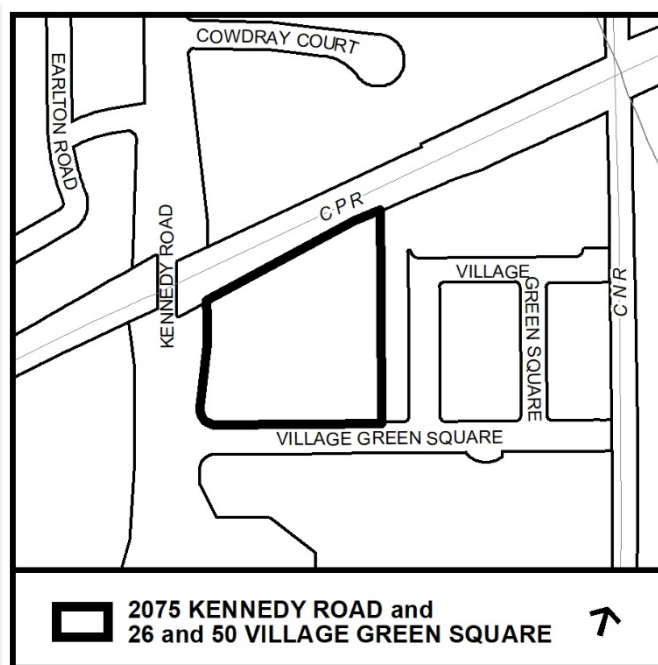 COWDRAY COURT
EARLTON ROAD
CPR
KENNEDY ROAD
VILLAGE
GREEN SQUARE
CNR
VILLAGE GREEN SQUARE
2075 KENNEDY ROAD and
26 and 50 VILLAGE GREEN SQUARE